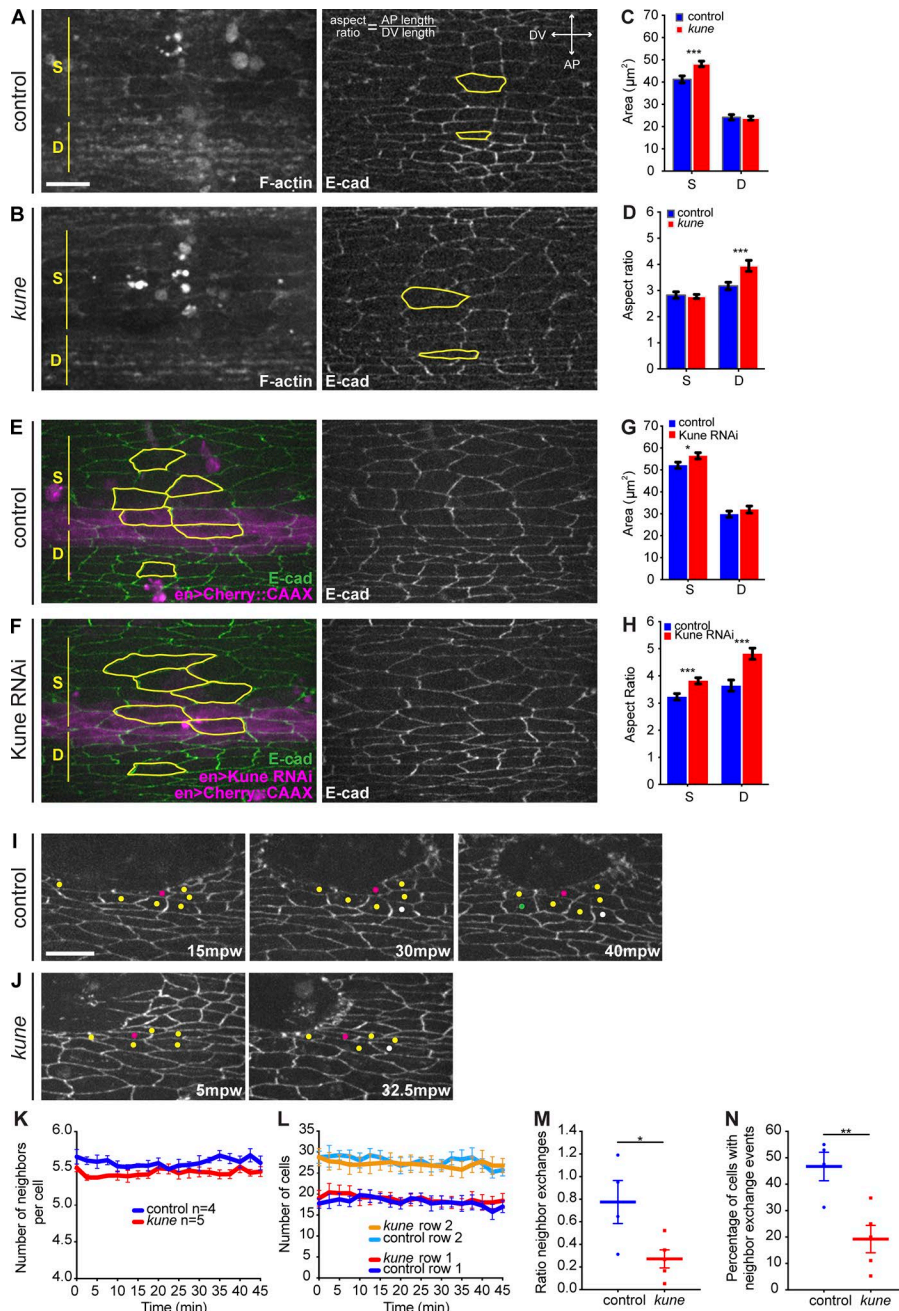 A
control
S
D
F-actin
aspect ratio = AP length / DV length
DV
AP
E-cad
B
kune
S
D
F-actin
E-cad
C
control
kune
***
Area (µm²)
70
60
50
40
30
20
10
0
S D
D
control
kune
***
Aspect ratio
6
5
4
3
2
1
0
S D
E
control
S
D
E-cad
en>Cherry::CAAX
E-cad
F
Kune RNAi
S
D
E-cad
en>Kune RNAi
en>Cherry::CAAX
E-cad
G
control
Kune RNAi
*
Area (µm²)
70
60
50
40
30
20
10
0
S D
H
control
Kune RNAi
***
***
Aspect Ratio
6
5
4
3
2
1
0
S D
I
control
15mpw
30mpw
40mpw
J
kune
5mpw
32.5mpw
K
Number of neighbors per cell
6.0
5.5
5.0
4.5
4.0
control n=4
kune n=5
0 5 10 15 20 25 30 35 40 45
Time (min)
L
Number of cells
35
30
25
20
15
10
5
0
kune row 2
control row 2
kune row 1
control row 1
0 5 10 15 20 25 30 35 40 45
Time (min)
M
Ratio neighbor exchanges
1.4
1.2
1.0
0.8
0.6
0.4
0.2
0.0
*
control kune
N
Percentage of cells with neighbor exchange events
60
50
40
30
20
10
0
**
control kune